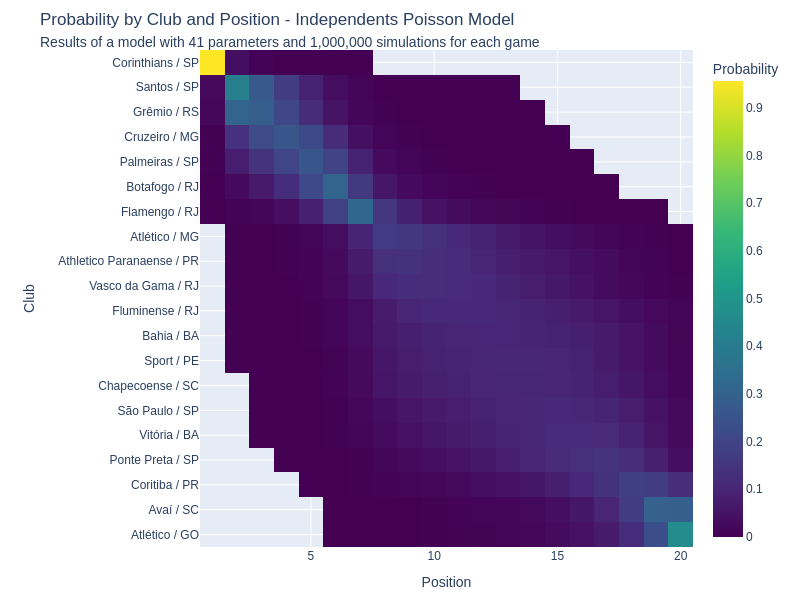 Probability by Club and Position - Independents Poisson Model
Results of a model with 41 parameters and 1,000,000 simulations for each game
Probability
Corinthians / SP
Santos / SP
Grêmio / RS
Cruzeiro / MG
Palmeiras / SP
Botafogo / RJ
Flamengo / RJ
Atlético / MG
Athletico Paranaense / PR
Vasco da Gama / RJ
Fluminense / RJ
Bahia / BA
Sport / PE
Chapecoense / SC
São Paulo / SP
Vitória / BA
Ponte Preta / SP
Coritiba / PR
Avaí / SC
Atlético / GO
Club
5
10
15
20
Position
0.9
0.8
0.7
0.6
0.5
0.4
0.3
0.2
0.1
0